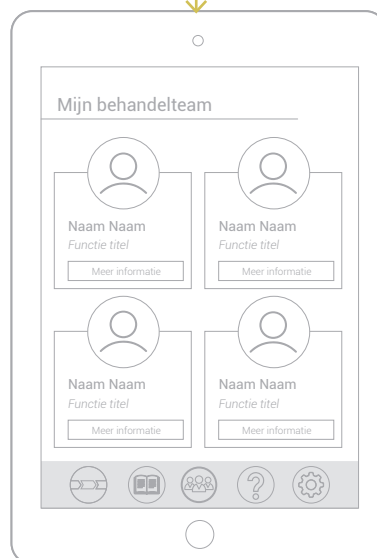 Mijn behandelteam
Naam Naam
Functie titel
Meer informatie
Naam Naam
Functie titel
Meer informatie
Naam Naam
Functie titel
Meer informatie
Naam Naam
Functie titel
Meer informatie
?